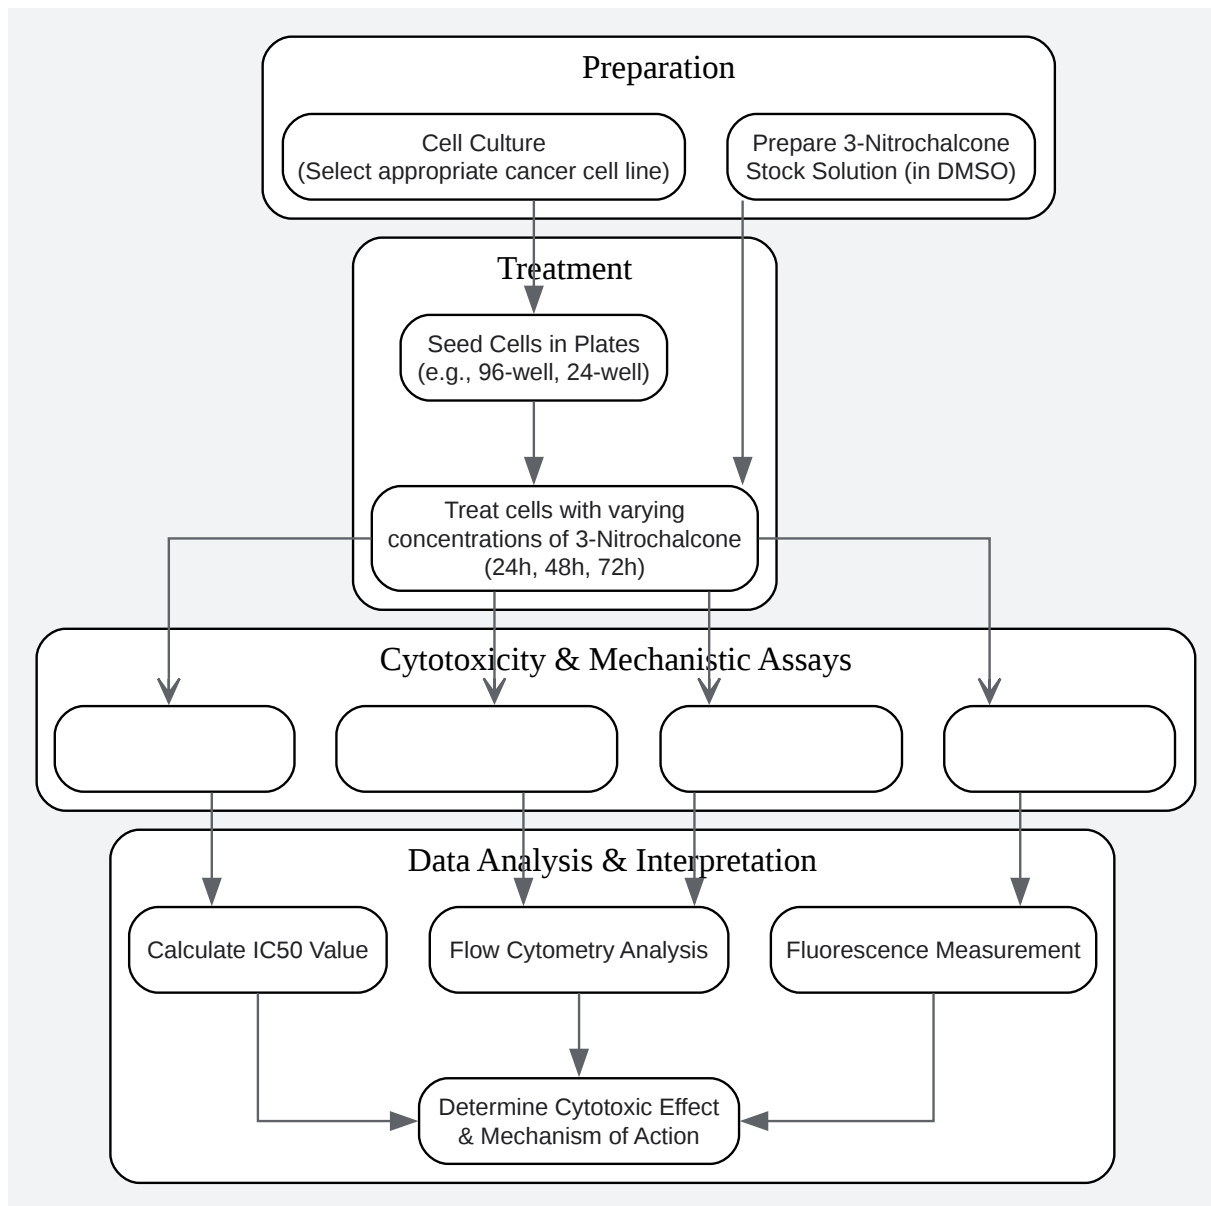 Preparation
Cell Culture
(Select appropriate cancer cell line)
Prepare 3-Nitrochalcone
Stock Solution (in DMSO)
Treatment
Seed Cells in Plates
(e.g., 96-well, 24-well)
Treat cells with varying
concentrations of 3-Nitrochalcone
(24h, 48h, 72h)
Cytotoxicity & Mechanistic Assays
Data Analysis & Interpretation
Calculate IC50 Value
Flow Cytometry Analysis
Fluorescence Measurement
Determine Cytotoxic Effect
& Mechanism of Action